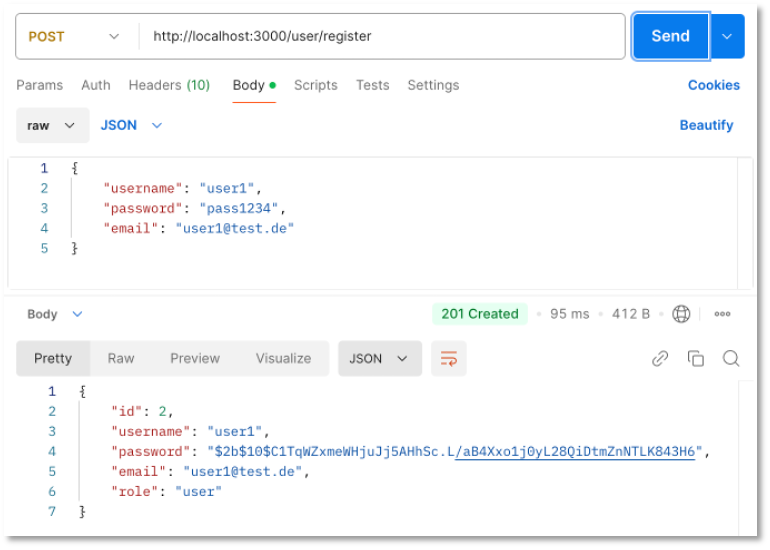 POST http://localhost:3000/user/register Send
Params Auth Headers (10) Body Scripts Tests Settings Cookies
raw JSON Beautify
1 {
2 "username": "user1",
3 "password": "pass1234",
4 "email": "user1@test.de"
5 }
Body 201 Created 95 ms 412 B
Pretty Raw Preview Visualize JSON
1 {
2 "id": 2,
3 "username": "user1",
4 "password": "$2b$10$C1TqWZxmeWHjuJj5AHhSc.L/aB4Xxo1j0yL28QiDtmZnNTLK843H6",
5 "email": "user1@test.de",
6 "role": "user"
7 }